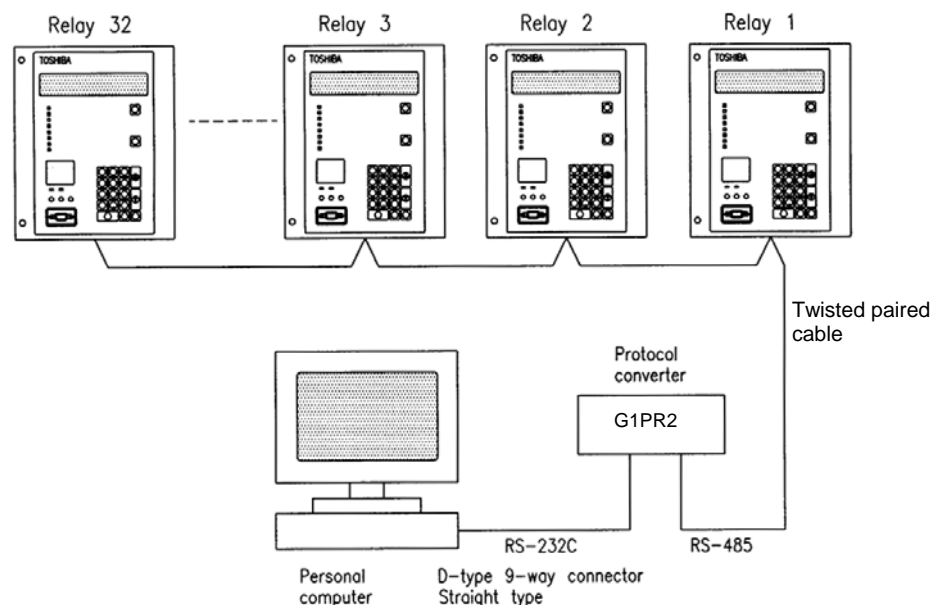 Relay 32
Relay 3
Relay 2
Relay 1
TOSHIBA
TOSHIBA
TOSHIBA
TOSHIBA
Twisted paired
cable
Protocol
converter
G1PR2
RS-232C
RS-485
Personal
computer
D-type 9-way connector
Straight type